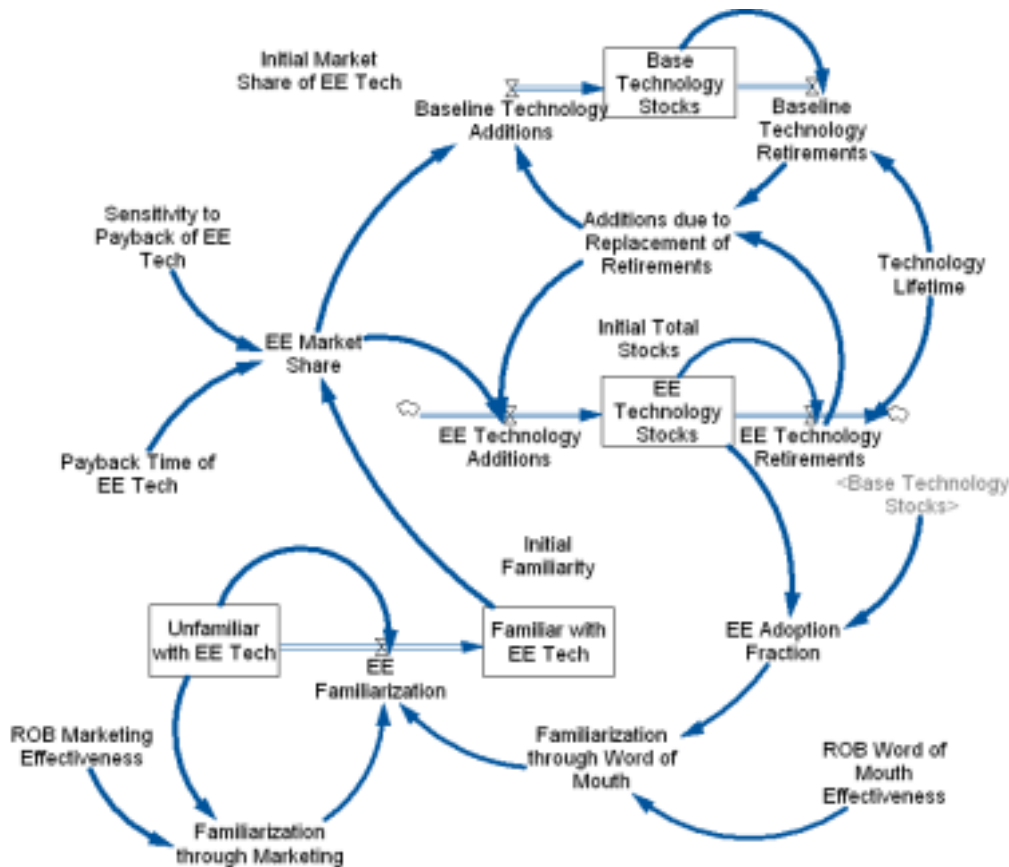 Initial Market
Share of EE Tech
Base
Technology
Stocks
Baseline Technology
Additions
Baseline
Technology
Retirements
Sensitivity to
Payback of EE
Tech
Additions due to
Replacement of
Retirements
Technology
Lifetime
EE Market
Share
Initial Total
Stocks
EE
Technology
Stocks
EE Technology
Additions
EE Technology
Retirements
Payback Time of
EE Tech
<Base Technology
Stocks>
Initial
Familiarity
Unfamiliar
with EE Tech
Familiar with
EE Tech
EE
Familiarization
EE Adoption
Fraction
ROB Marketing
Effectiveness
Familiarization
through Word of
Mouth
ROB Word of
Mouth
Effectiveness
Familiarization
through Marketing